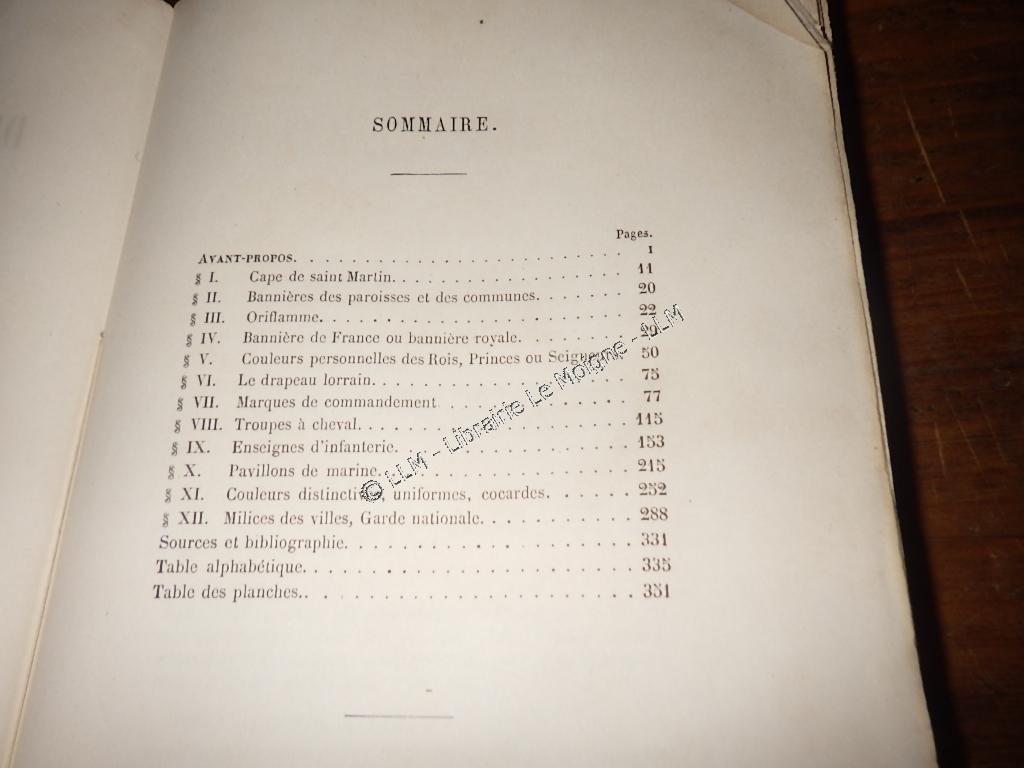 SOMMAIRE.
Pages.
AVANT-PROPOS. 1
§ I. Cape de saint Martin. 11
§ II. Bannières des paroisses et des communes. 20
§ III. Oriflamme. 22
§ IV. Bannière de France ou bannière royale. 29
§ V. Couleurs personnelles des Rois, Princes ou Seigneurs. 50
§ VI. Le drapeau lorrain. 75
§ VII. Marques de commandement 77
§ VIII. Troupes à cheval. 115
§ IX. Enseignes d'infanterie. 153
§ X. Pavillons de marine. 215
§ XI. Couleurs distinctives, uniformes, cocardes. 252
§ XII. Milices des villes, Garde nationale. 288
Sources et bibliographie. 331
Table alphabétique. 335
Table des planches. 351
© LLM - Librairie Le Moigne - LLM